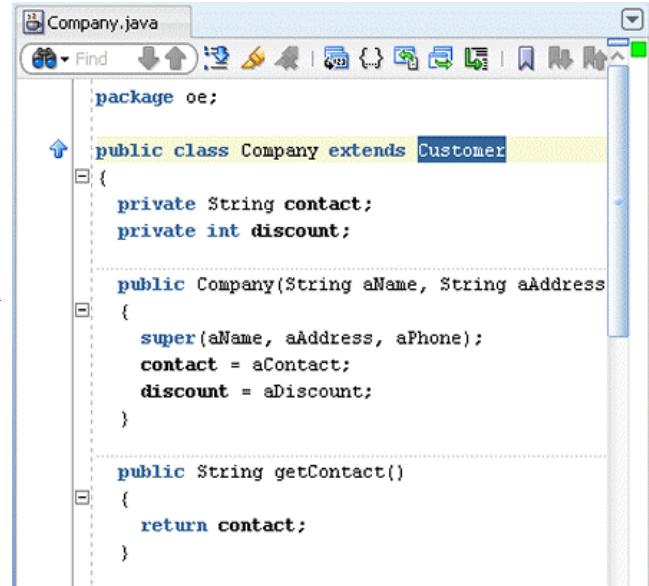 Company.java
Find
package oe;
public class Company extends Customer
{
private String contact;
private int discount;
public Company(String aName, String aAddress
{
super(aName, aAddress, aPhone);
contact = aContact;
discount = aDiscount;
}
public String getContact()
{
return contact;
}